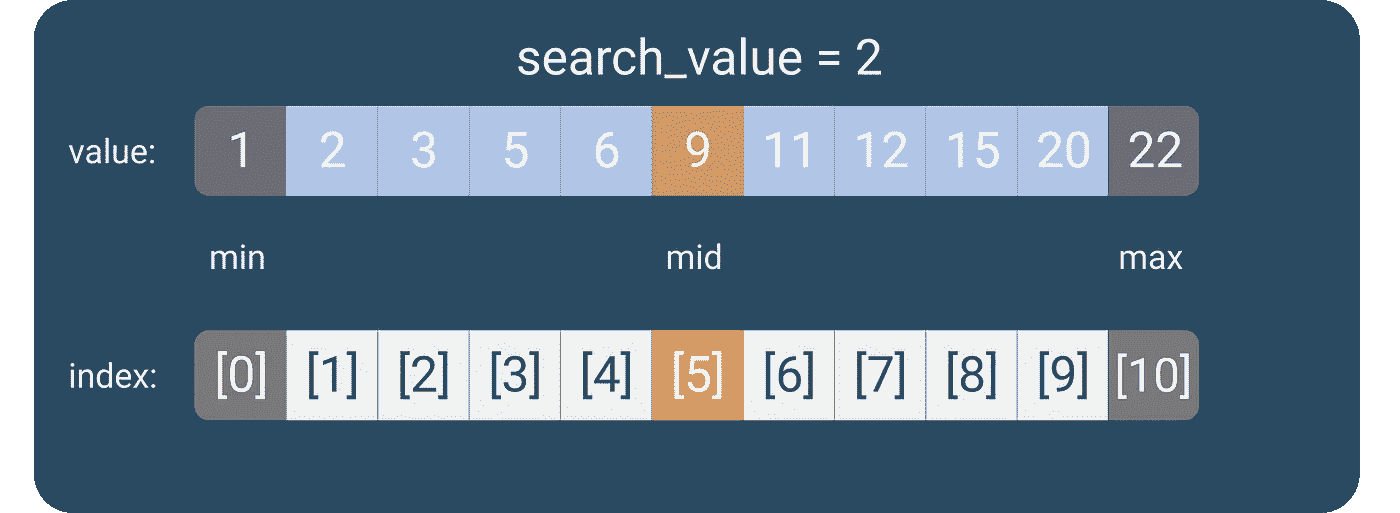 search_value = 2
value: 1 2 3 5 6 9 11 12 15 20 22
min mid max
index: [0] [1] [2] [3] [4] [5] [6] [7] [8] [9] [10]